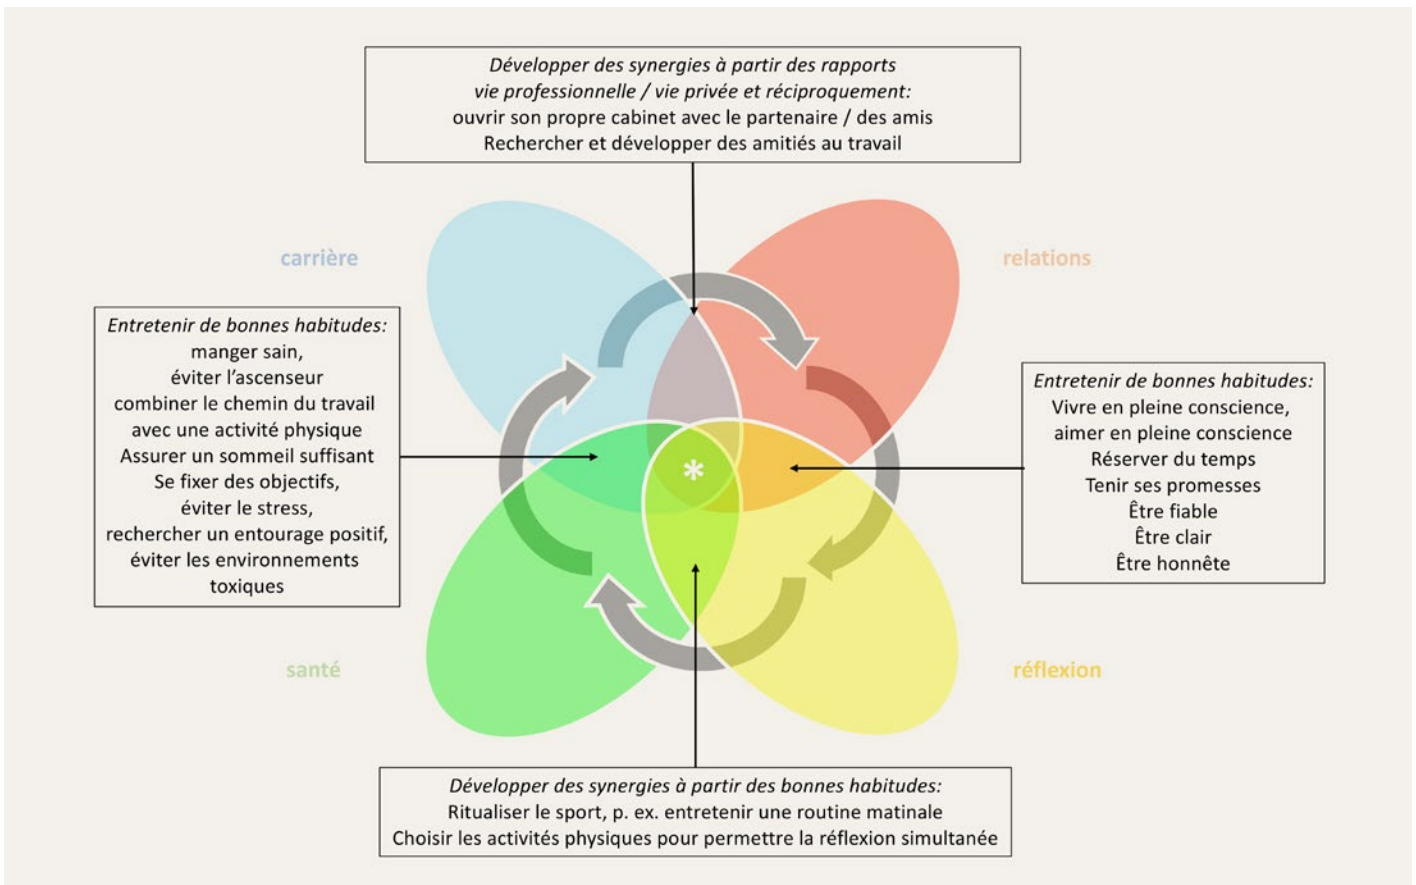 Développer des synergies à partir des rapports
vie professionnelle / vie privée et réciproquement:
ouvrir son propre cabinet avec le partenaire / des amis
Rechercher et développer des amitiés au travail
carrière
relations
Entretenir de bonnes habitudes:
manger sain,
éviter l’ascenseur
combiner le chemin du travail
avec une activité physique
Assurer un sommeil suffisant
Se fixer des objectifs,
éviter le stress,
rechercher un entourage positif,
éviter les environnements
toxiques
Entretenir de bonnes habitudes:
Vivre en pleine conscience,
aimer en pleine conscience
Réserver du temps
Tenir ses promesses
Être fiable
Être clair
Être honnête
*
santé
réflexion
Développer des synergies à partir des bonnes habitudes:
Ritualiser le sport, p. ex. entretenir une routine matinale
Choisir les activités physiques pour permettre la réflexion simultanée